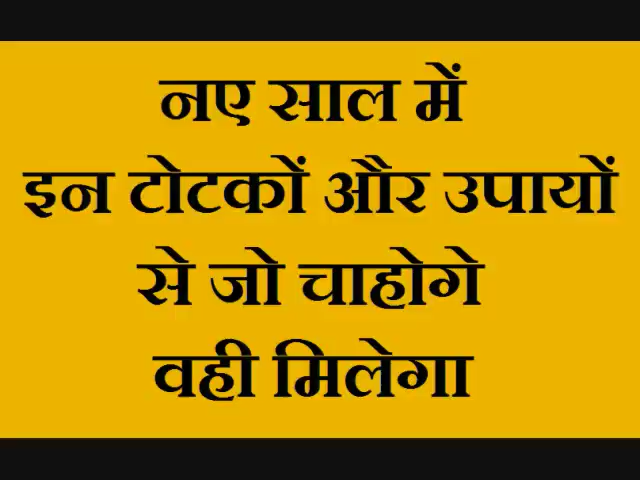 नए साल में
इन टोटकों और उपायों
से जो चाहोगे
वही मिलेगा